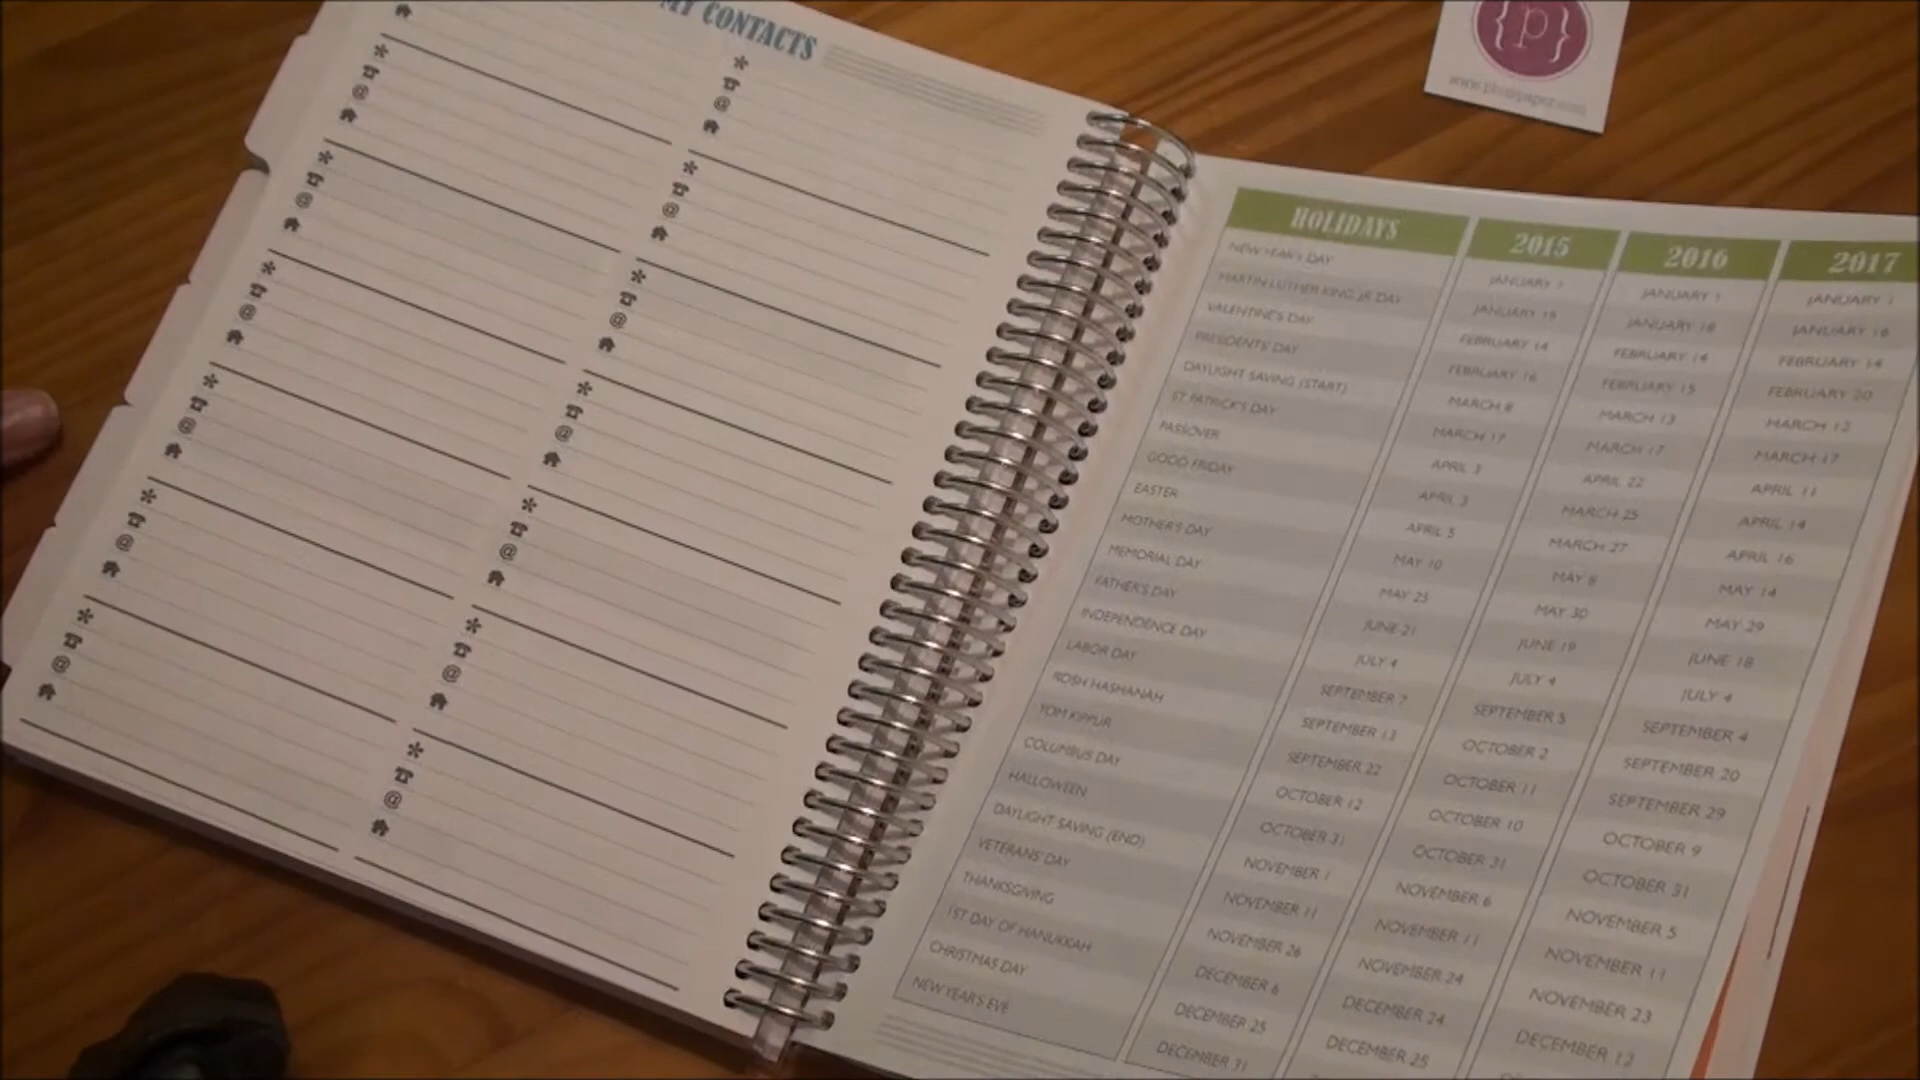 MY CONTACTS
{p}
www.plumpaper.com
HOLIDAYS 2015 2016 2017
NEW YEAR'S DAY JANUARY 1 JANUARY 1 JANUARY 1
MARTIN LUTHER KING, JR DAY JANUARY 19 JANUARY 18 JANUARY 16
VALENTINE'S DAY FEBRUARY 14 FEBRUARY 14 FEBRUARY 14
PRESIDENTS' DAY FEBRUARY 16 FEBRUARY 15 FEBRUARY 20
DAYLIGHT SAVING (START) MARCH 8 MARCH 13 MARCH 12
ST. PATRICK'S DAY MARCH 17 MARCH 17 MARCH 17
PASSOVER APRIL 3 APRIL 22 APRIL 11
GOOD FRIDAY APRIL 3 MARCH 25 APRIL 14
EASTER APRIL 5 MARCH 27 APRIL 16
MOTHER'S DAY MAY 10 MAY 8 MAY 14
MEMORIAL DAY MAY 25 MAY 30 MAY 29
FATHER'S DAY JUNE 21 JUNE 19 JUNE 18
INDEPENDENCE DAY JULY 4 JULY 4 JULY 4
LABOR DAY SEPTEMBER 7 SEPTEMBER 5 SEPTEMBER 4
ROSH HASHANAH SEPTEMBER 13 OCTOBER 2 SEPTEMBER 20
YOM KIPPUR SEPTEMBER 22 OCTOBER 11 SEPTEMBER 29
COLUMBUS DAY OCTOBER 12 OCTOBER 10 OCTOBER 9
HALLOWEEN OCTOBER 31 OCTOBER 31 OCTOBER 31
DAYLIGHT SAVING (END) NOVEMBER 1 NOVEMBER 6 NOVEMBER 5
VETERANS' DAY NOVEMBER 11 NOVEMBER 11 NOVEMBER 11
THANKSGIVING NOVEMBER 26 NOVEMBER 24 NOVEMBER 23
1ST DAY OF HANUKKAH DECEMBER 6 DECEMBER 24 DECEMBER 12
CHRISTMAS DAY DECEMBER 25 DECEMBER 25
NEW YEAR'S EVE DECEMBER 31